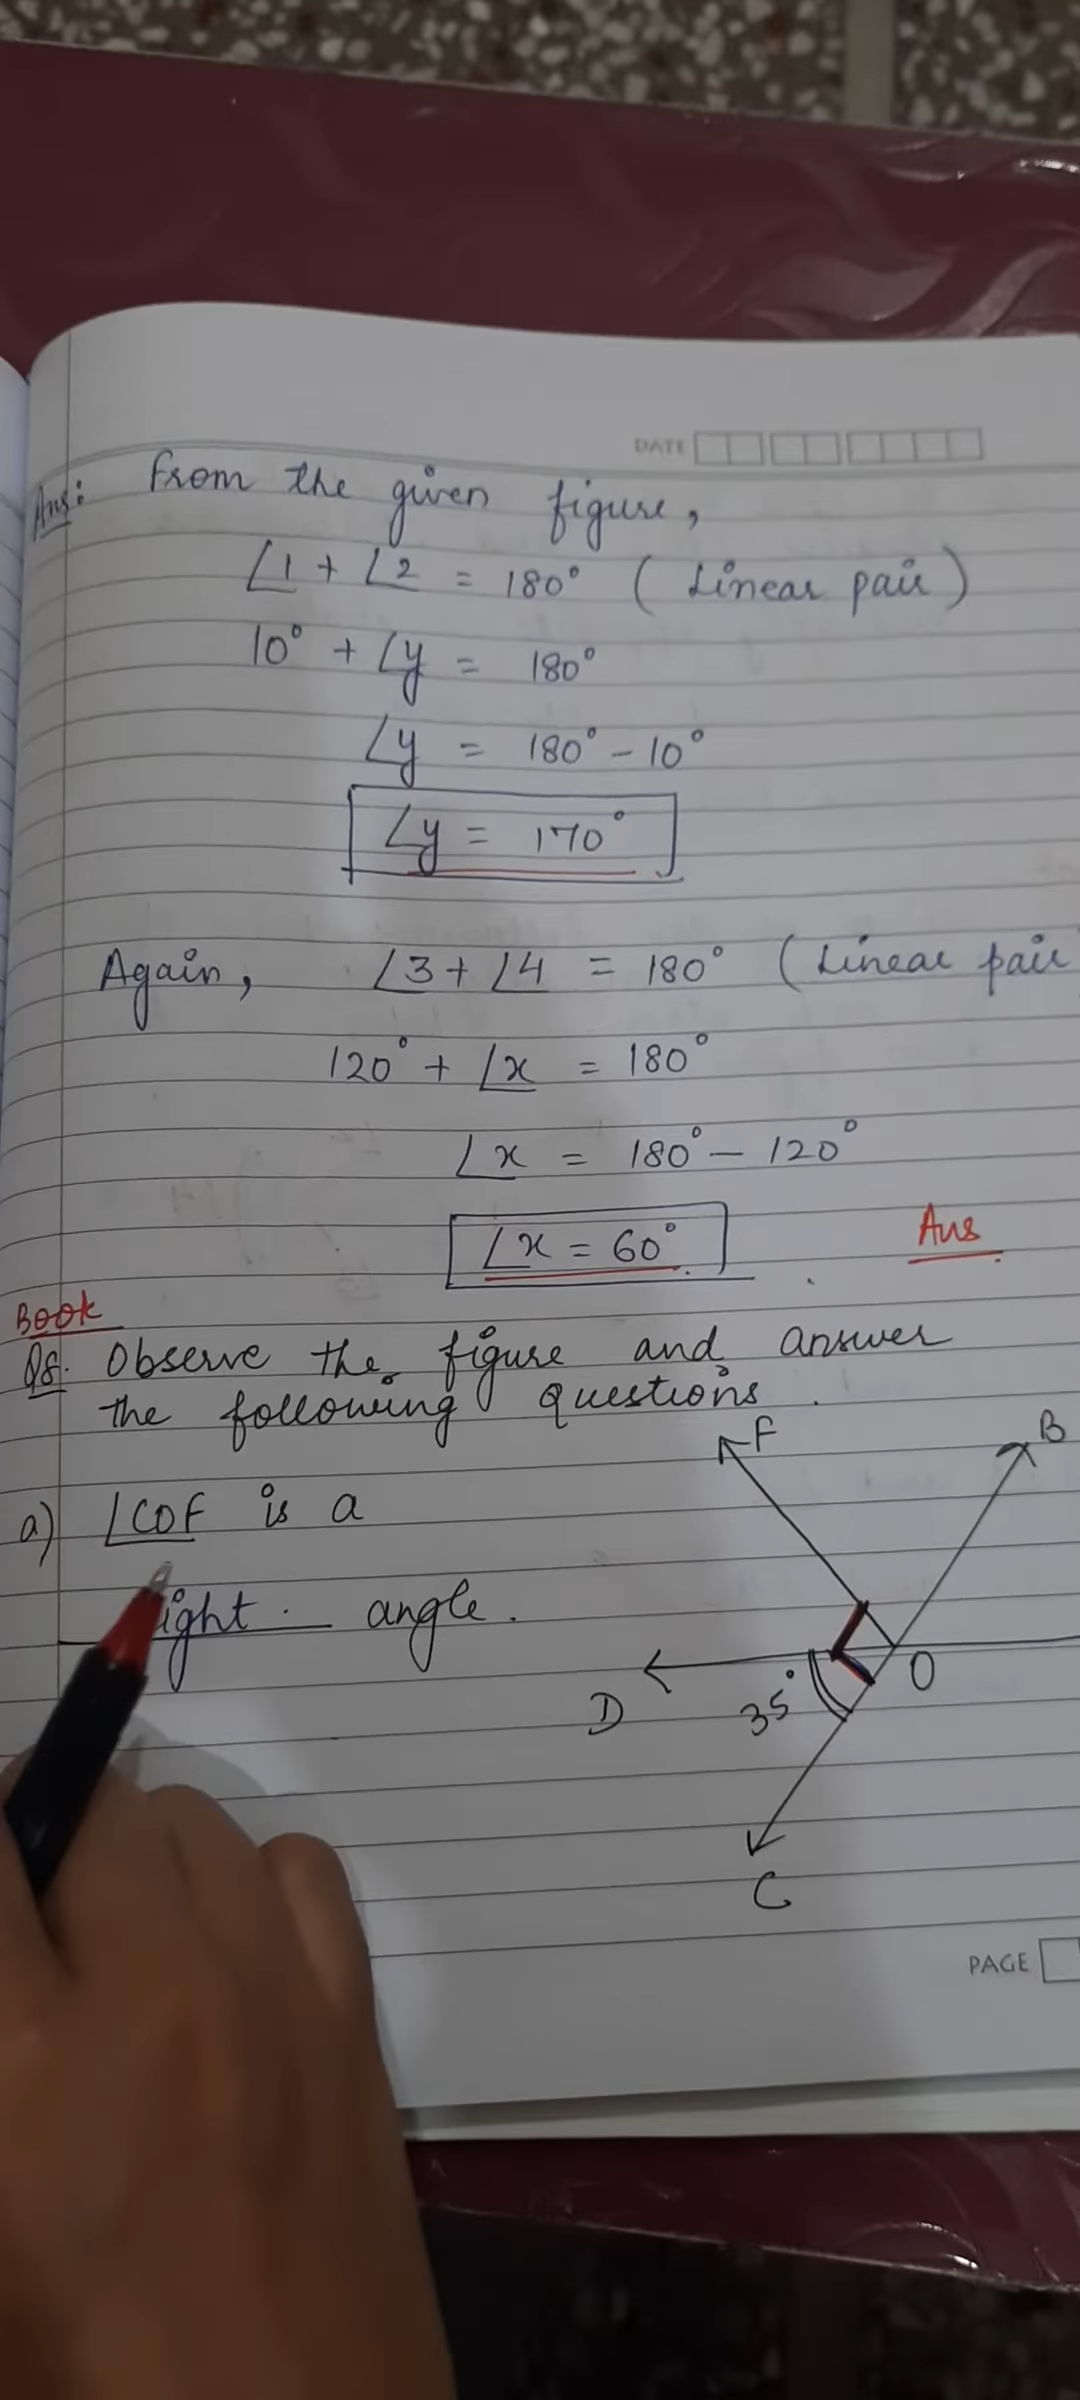 DATE
Ans: From the given figure,
∠1 + ∠2 = 180° (Linear pair)
10° + ∠y = 180°
∠y = 180° - 10°
∠y = 170°
Again, ∠3 + ∠4 = 180° (Linear pair
120° + ∠x = 180°
∠x = 180° - 120°
∠x = 60°
Ans
Book
Q8. Observe the figure and answer
the following questions.
F
B
a) ∠COF is a
ight angle.
D
35°
O
C
PAGE